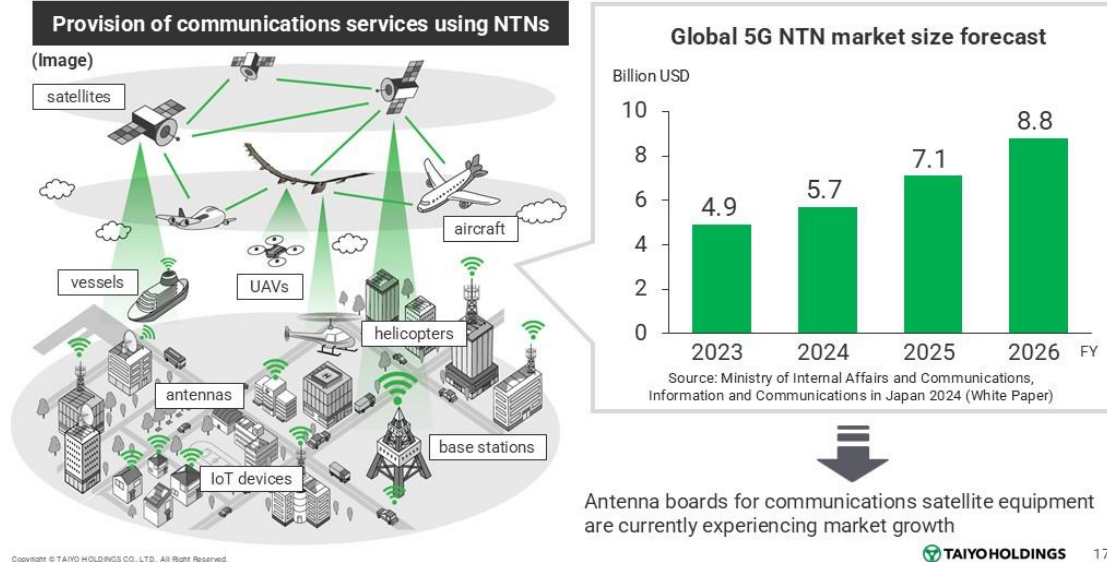 Provision of communications services using NTNs
(Image)
satellites
aircraft
vessels
UAVs
helicopters
antennas
base stations
IoT devices
Global 5G NTN market size forecast
Billion USD
10
8
6
4
2
0
4.9
5.7
7.1
8.8
2023
2024
2025
2026
FY
Source: Ministry of Internal Affairs and Communications,
Information and Communications in Japan 2024 (White Paper)
Antenna boards for communications satellite equipment
are currently experiencing market growth
Copyright © TAIYO HOLDINGS CO., LTD. All Right Reserved.
TAIYO HOLDINGS
17